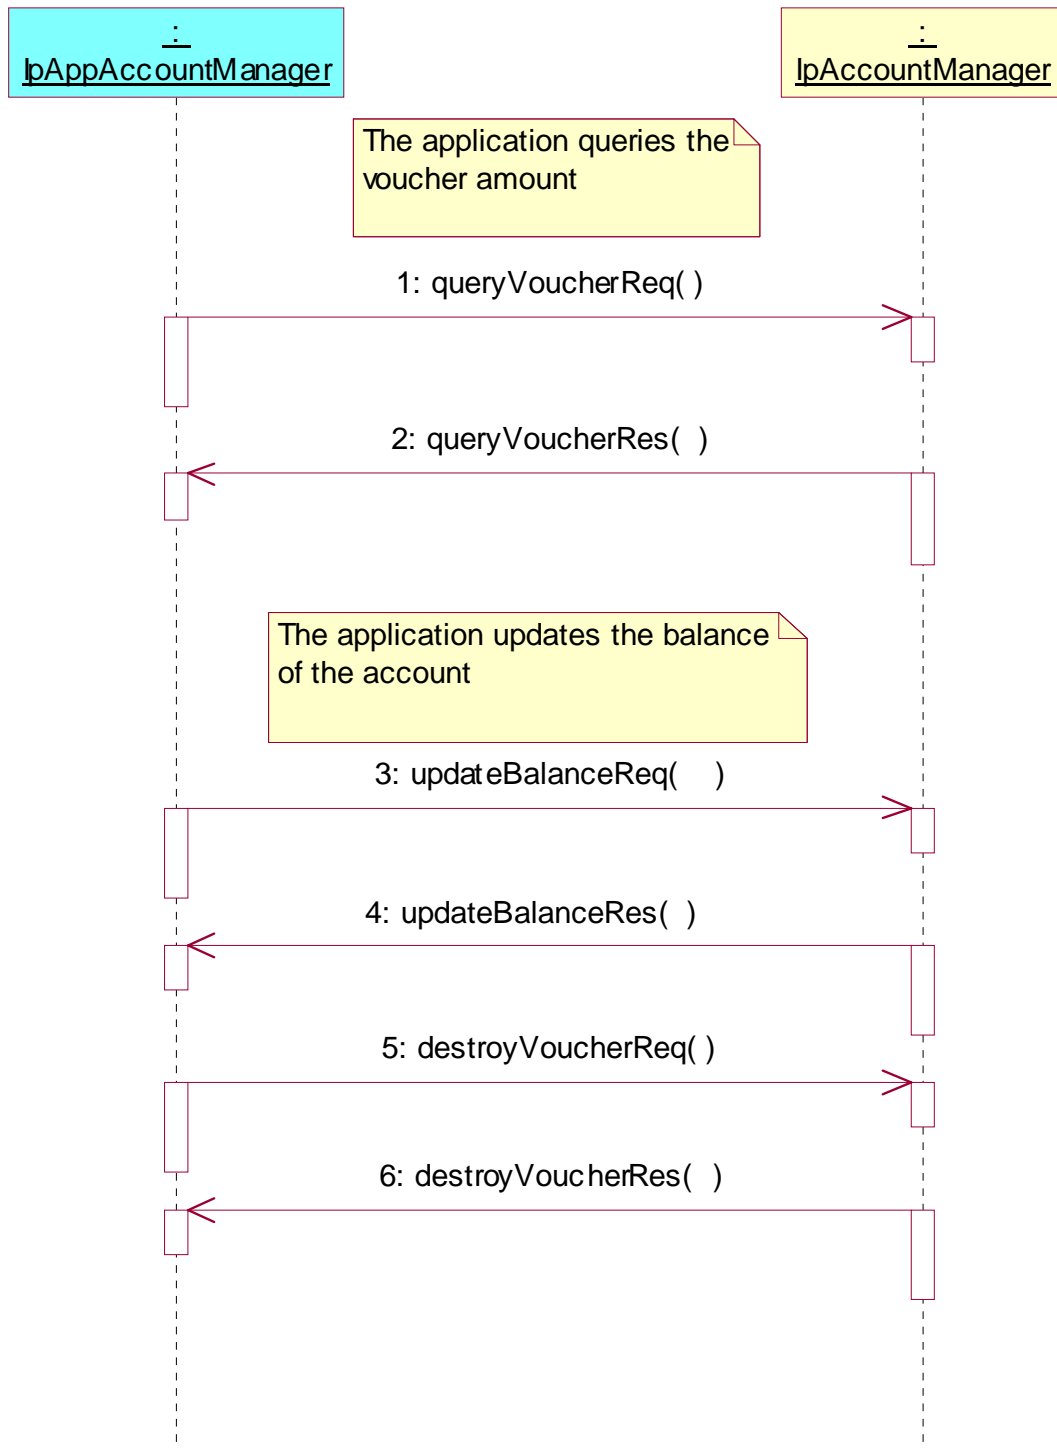 :
IpAppAccountManager
:
IpAccountManager
The application queries the
voucher amount
1: queryVoucherReq( )
2: queryVoucherRes( )
The application updates the balance
of the account
3: updateBalanceReq( )
4: updateBalanceRes( )
5: destroyVoucherReq( )
6: destroyVoucherRes( )